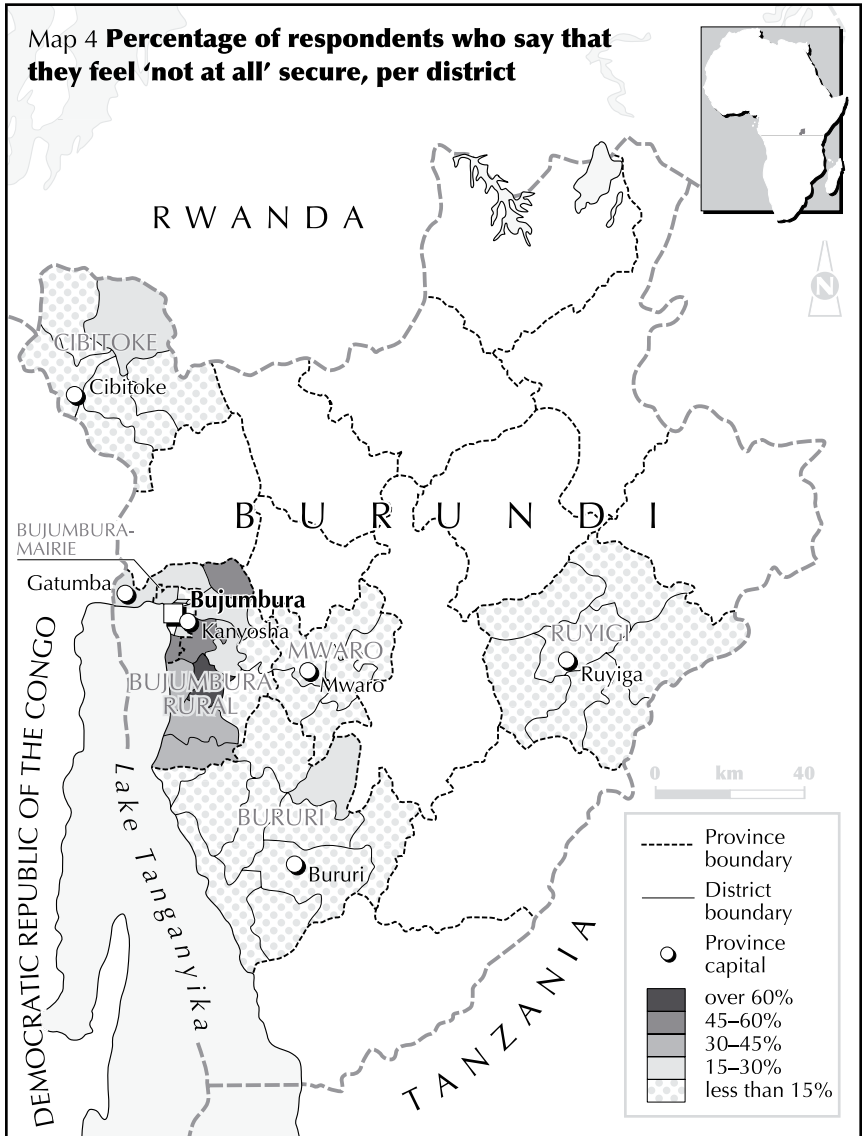 Map 4 Percentage of respondents who say that
they feel ‘not at all’ secure, per district
N
RWANDA
CIBITOKE
Cibitoke
BURUNDI
BUJUMBURA-
MAIRIE
Gatumba
Bujumbura
Kanyosha
MWARO
Mwaro
BUJUMBURA
RURAL
RUYIGI
Ruyiga
BURURI
Bururi
DEMOCRATIC REPUBLIC OF THE CONGO
Lake Tanganyika
TANZANIA
0 km 40
Province
boundary
District
boundary
Province
capital
over 60%
45–60%
30–45%
15–30%
less than 15%